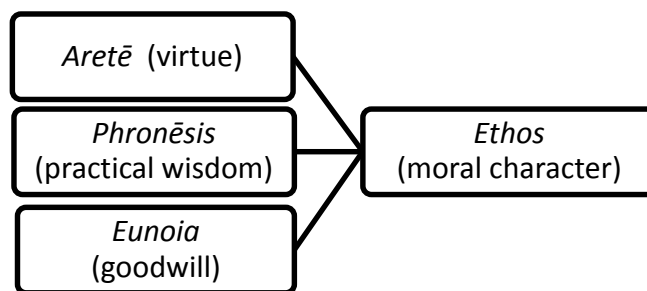 Aretē (virtue)
Phronēsis
(practical wisdom)
Eunoia
(goodwill)
Ethos
(moral character)